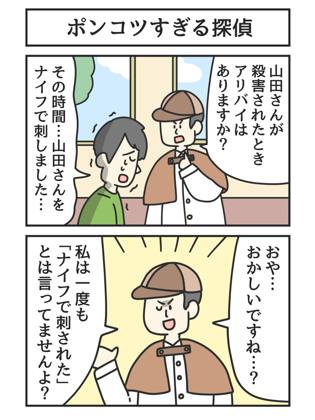 ポンコツすぎる探偵
山田さんが
殺害されたとき
アリバイは
ありますか?
その時間…山田さんを
ナイフで刺しました…
おや…
おかしいですね…?
私は一度も
「ナイフで刺された」
とは言ってませんよ?